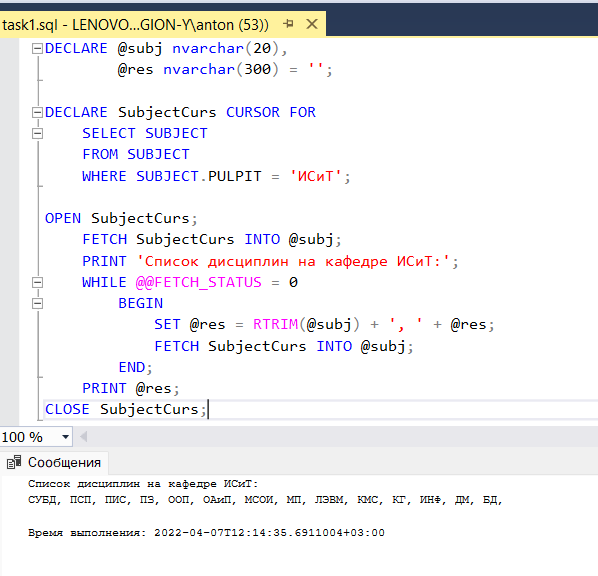 task1.sql - LENOVO...GION-Y\anton (53))
DECLARE @subj nvarchar(20),
@res nvarchar(300) = '';
DECLARE SubjectCurs CURSOR FOR
SELECT SUBJECT
FROM SUBJECT
WHERE SUBJECT.PULPIT = 'ИСиТ';
OPEN SubjectCurs;
FETCH SubjectCurs INTO @subj;
PRINT 'Список дисциплин на кафедре ИСиТ:';
WHILE @@FETCH_STATUS = 0
BEGIN
SET @res = RTRIM(@subj) + ', ' + @res;
FETCH SubjectCurs INTO @subj;
END;
PRINT @res;
CLOSE SubjectCurs;
100 %
Сообщения
Список дисциплин на кафедре ИСиТ:
СУБД, ПСП, ПИС, ПЗ, ООП, ОАиП, МСОИ, МП, ЛЭВМ, КМС, КГ, ИНФ, ДМ, БД,
Время выполнения: 2022-04-07T12:14:35.6911004+03:00